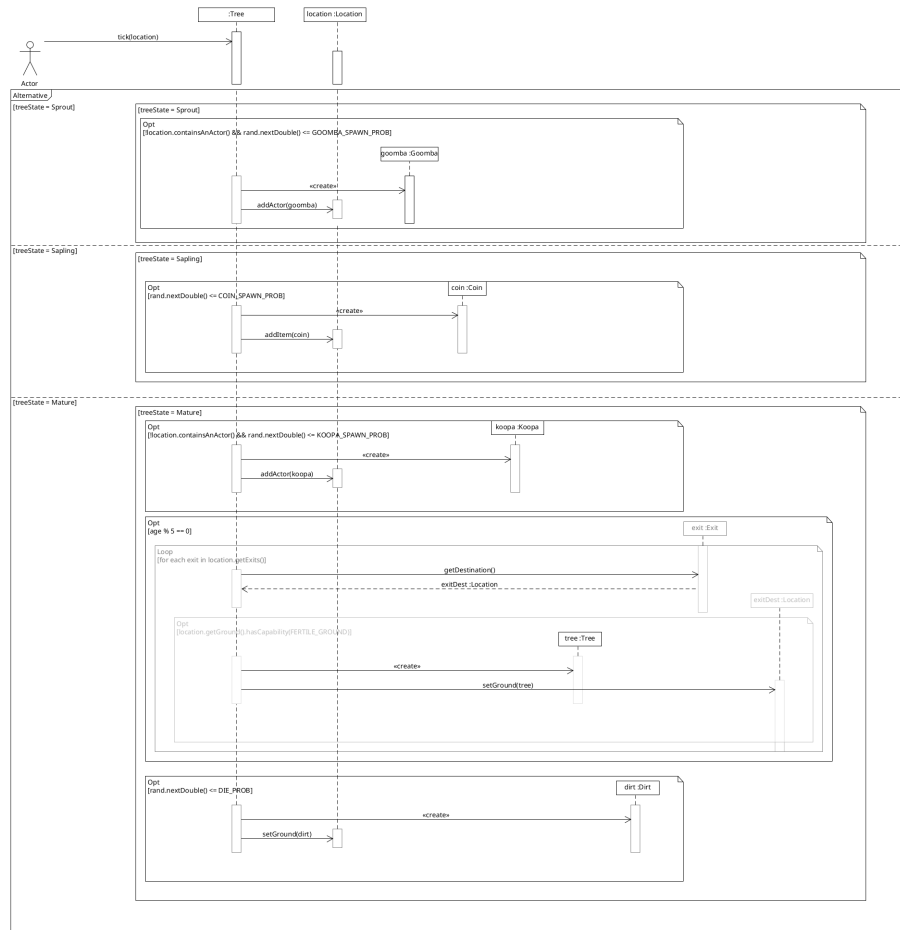 :Tree
location :Location
tick(location)
Actor
Alternative
[treeState = Sprout]
[treeState = Sprout]
Opt
[!location.containsAnActor() && rand.nextDouble() <= GOOMBA_SPAWN_PROB]
goomba :Goomba
«create»
addActor(goomba)
[treeState = Sapling]
[treeState = Sapling]
Opt
[rand.nextDouble() <= COIN_SPAWN_PROB]
coin :Coin
«create»
addItem(coin)
[treeState = Mature]
[treeState = Mature]
Opt
[!location.containsAnActor() && rand.nextDouble() <= KOOPA_SPAWN_PROB]
koopa :Koopa
«create»
addActor(koopa)
Opt
[age % 5 == 0]
exit :Exit
Loop
[for each exit in location.getExits()]
getDestination()
exitDest :Location
exitDest :Location
Opt
[location.getGround().hasCapability(FERTILE_GROUND)]
tree :Tree
«create»
setGround(tree)
Opt
[rand.nextDouble() <= DIE_PROB]
dirt :Dirt
«create»
setGround(dirt)